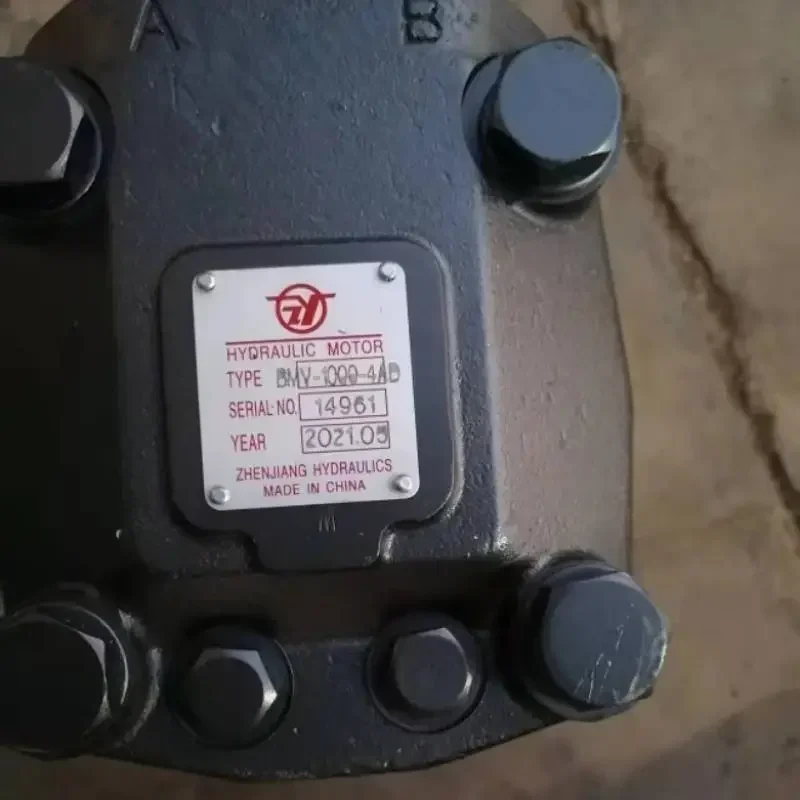 A B
HYDRAULIC MOTOR
TYPE BMV-1000-4AD
SERIAL NO. 14961
YEAR 2021.05
ZHENJIANG HYDRAULICS
MADE IN CHINA